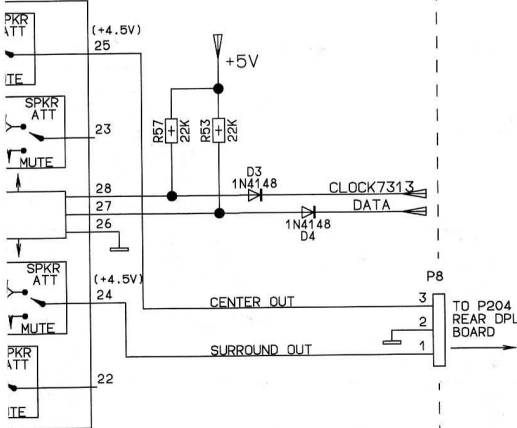 PKR
ATT
(+4.5V)
25
UTE
+5V
SPKR
ATT
23
MUTE
R57
22K
R53
22K
D3
1N4148
28
CLOCK7313
27
DATA
26
1N4148
D4
SPKR
ATT
(+4.5V)
24
MUTE
P8
CENTER OUT
3
2
SURROUND OUT
1
TO P204
REAR DPL
BOARD
PKR
ATT
22
UTE